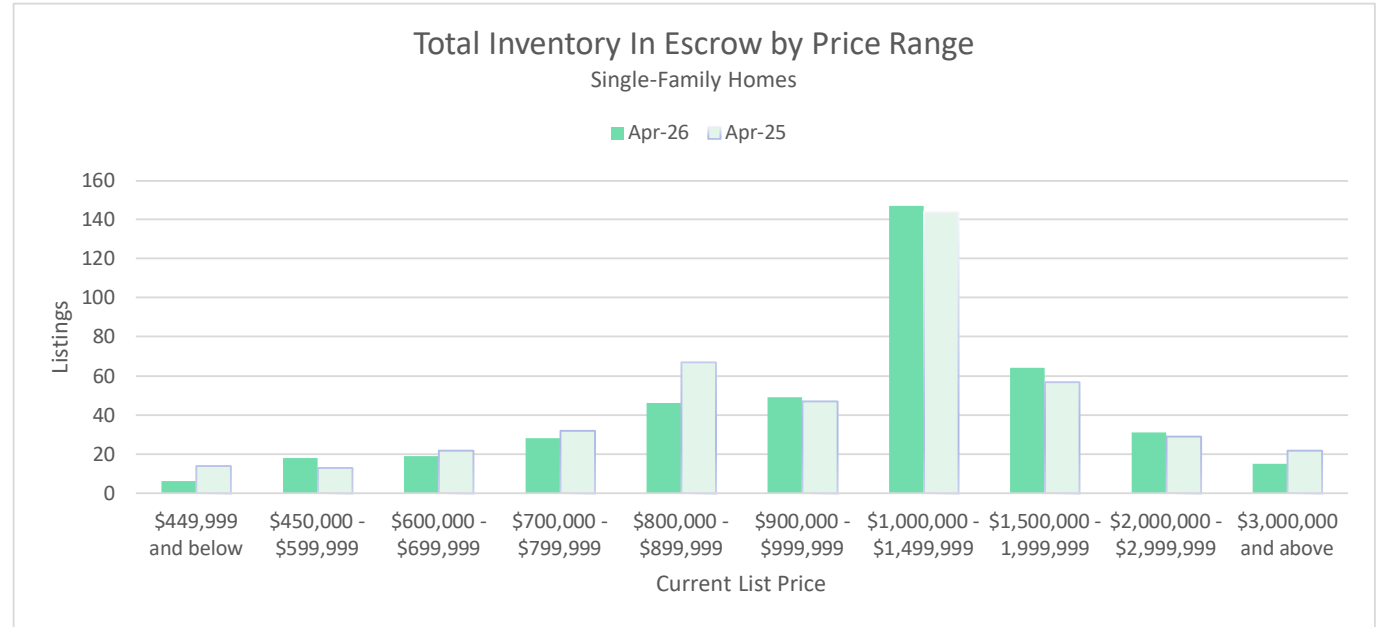 Total Inventory In Escrow by Price Range
Single-Family Homes
Apr-26 Apr-25
160
140
120
100
80
60
40
20
0
Listings
$449,999 and below
$450,000 - $599,999
$600,000 - $699,999
$700,000 - $799,999
$800,000 - $899,999
$900,000 - $999,999
$1,000,000 - $1,499,999
$1,500,000 - 1,999,999
$2,000,000 - $2,999,999
$3,000,000 and above
Current List Price